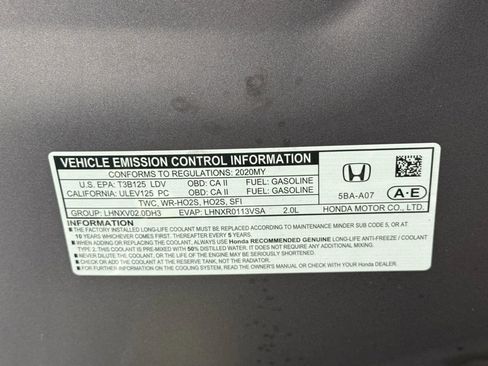 VEHICLE EMISSION CONTROL INFORMATION
CONFORMS TO REGULATIONS: 2020MY
U.S. EPA: T3B125 LDV OBD: CA II FUEL: GASOLINE
CALIFORNIA: ULEV125 PC OBD: CA II FUEL: GASOLINE
TWC, WR-HO2S, HO2S, SFI
GROUP: LHNXV02.0DH3 EVAP: LHNXR0113VSA 2.0L
5BA-A07
A·E
HONDA MOTOR CO., LTD.
INFORMATION
■ THE FACTORY INSTALLED LONG-LIFE COOLANT MUST BE REPLACED ACCORDING TO MAINTENANCE MINDER SUB CODE 5, OR AT
10 YEARS WHICHEVER COMES FIRST. AFTER THAT, REPLACE EVERY 5 YEARS.
■ WHEN ADDING OR REPLACING THE COOLANT, ALWAYS USE Honda RECOMMENDED GENUINE LONG-LIFE ANTI-FREEZE / COOLANT
TYPE 2. THIS COOLANT IS PRE-MIXED WITH 50% DISTILLED WATER. IT DOES NOT REQUIRE ANY ADDITIONAL MIXING.
■ NEVER DILUTE THE COOLANT, OR THE LIFE OF THE ENGINE MAY BE SERIOUSLY SHORTENED.
■ CHECK OR ADD THE COOLANT AT THE RESERVE TANK, NOT THE RADIATOR.
■ FOR FURTHER INFORMATION ON THE COOLING SYSTEM, READ THE OWNER'S MANUAL OR CHECK WITH YOUR Honda DEALER.